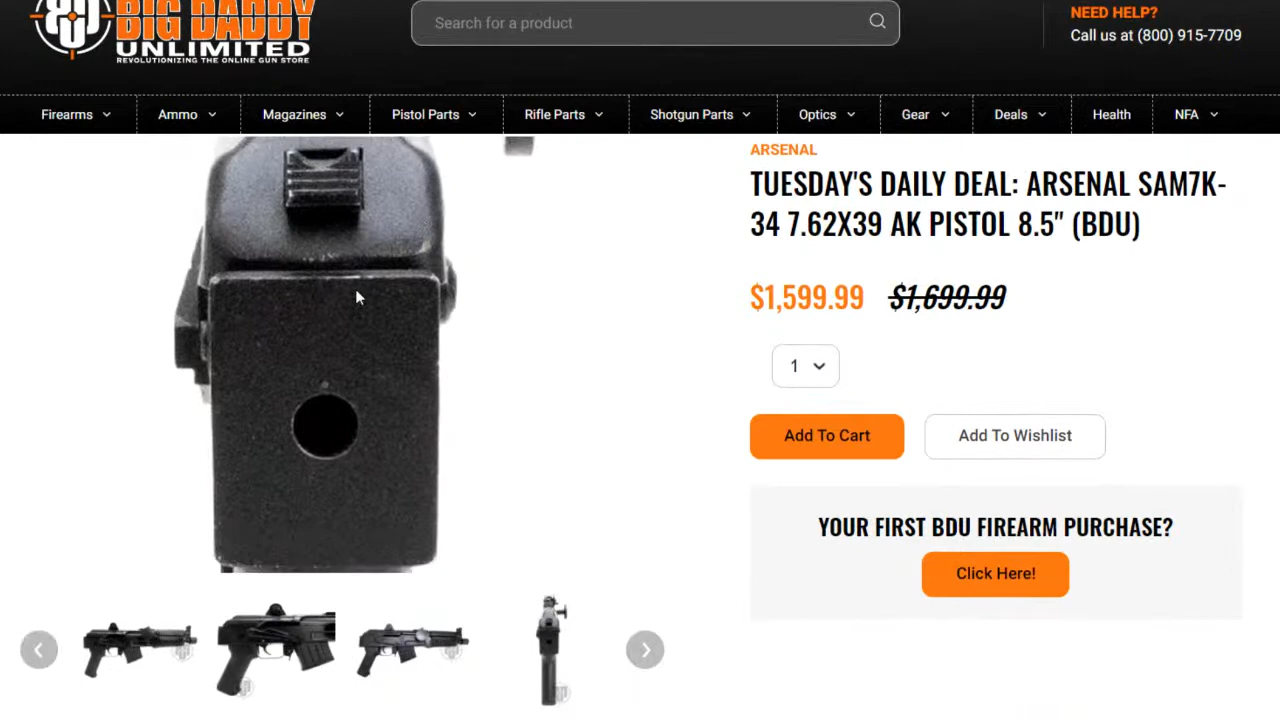 BIG DADDY
UNLIMITED
REVOLUTIONIZING THE ONLINE GUN STORE
Search for a product
NEED HELP?
Call us at (800) 915-7709
Firearms
Ammo
Magazines
Pistol Parts
Rifle Parts
Shotgun Parts
Optics
Gear
Deals
Health
NFA
ARSENAL
TUESDAY'S DAILY DEAL: ARSENAL SAM7K-
34 7.62X39 AK PISTOL 8.5" (BDU)
$1,599.99 $1,699.99
1
Add To Cart
Add To Wishlist
YOUR FIRST BDU FIREARM PURCHASE?
Click Here!